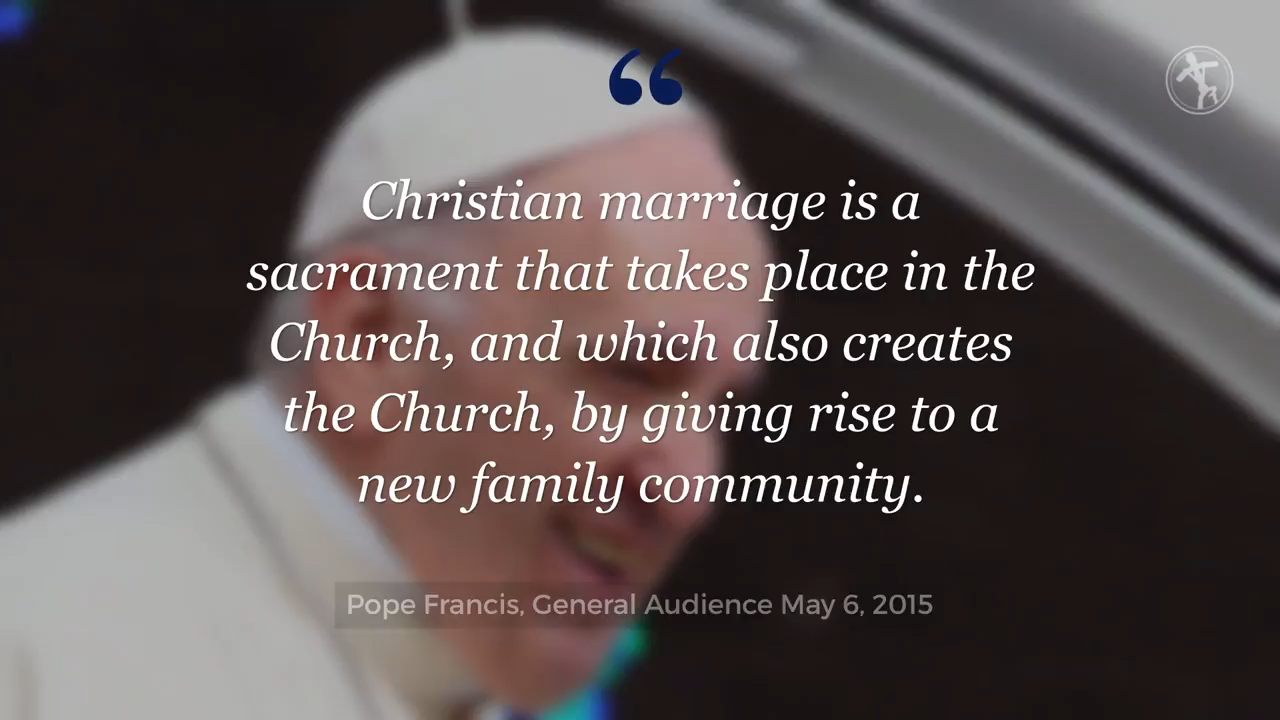 “
Christian marriage is a
sacrament that takes place in the
Church, and which also creates
the Church, by giving rise to a
new family community.
Pope Francis, General Audience May 6, 2015